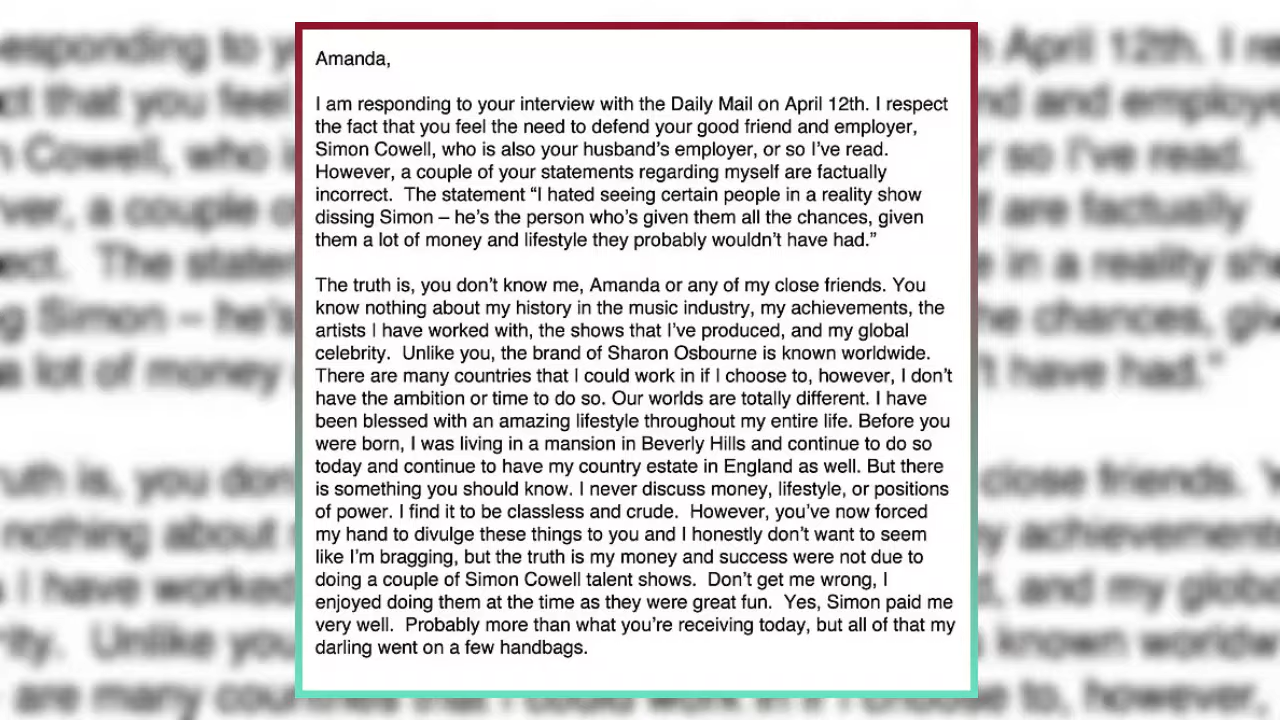 Amanda,
I am responding to your interview with the Daily Mail on April 12th. I respect
the fact that you feel the need to defend your good friend and employer,
Simon Cowell, who is also your husband’s employer, or so I’ve read.
However, a couple of your statements regarding myself are factually
incorrect.  The statement “I hated seeing certain people in a reality show
dissing Simon – he’s the person who’s given them all the chances, given
them a lot of money and lifestyle they probably wouldn’t have had.”
The truth is, you don’t know me, Amanda or any of my close friends. You
know nothing about my history in the music industry, my achievements, the
artists I have worked with, the shows that I’ve produced, and my global
celebrity.  Unlike you, the brand of Sharon Osbourne is known worldwide.
There are many countries that I could work in if I choose to, however, I don’t
have the ambition or time to do so. Our worlds are totally different. I have
been blessed with an amazing lifestyle throughout my entire life. Before you
were born, I was living in a mansion in Beverly Hills and continue to do so
today and continue to have my country estate in England as well. But there
is something you should know. I never discuss money, lifestyle, or positions
of power. I find it to be classless and crude.  However, you’ve now forced
my hand to divulge these things to you and I honestly don’t want to seem
like I’m bragging, but the truth is my money and success were not due to
doing a couple of Simon Cowell talent shows.  Don’t get me wrong, I
enjoyed doing them at the time as they were great fun.  Yes, Simon paid me
very well.  Probably more than what you’re receiving today, but all of that my
darling went on a few handbags.